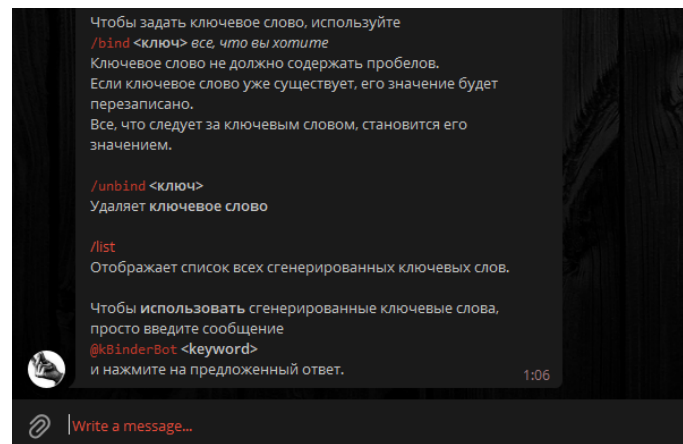 Чтобы задать ключевое слово, используйте
/bind <ключ> все, что вы хотите
Ключевое слово не должно содержать пробелов.
Если ключевое слово уже существует, его значение будет
перезаписано.
Все, что следует за ключевым словом, становится его
значением.
/unbind <ключ>
Удаляет ключевое слово
/list
Отображает список всех сгенерированных ключевых слов.
Чтобы использовать сгенерированные ключевые слова,
просто введите сообщение
@kBinderBot <keyword>
и нажмите на предложенный ответ.
1:06
Write a message...